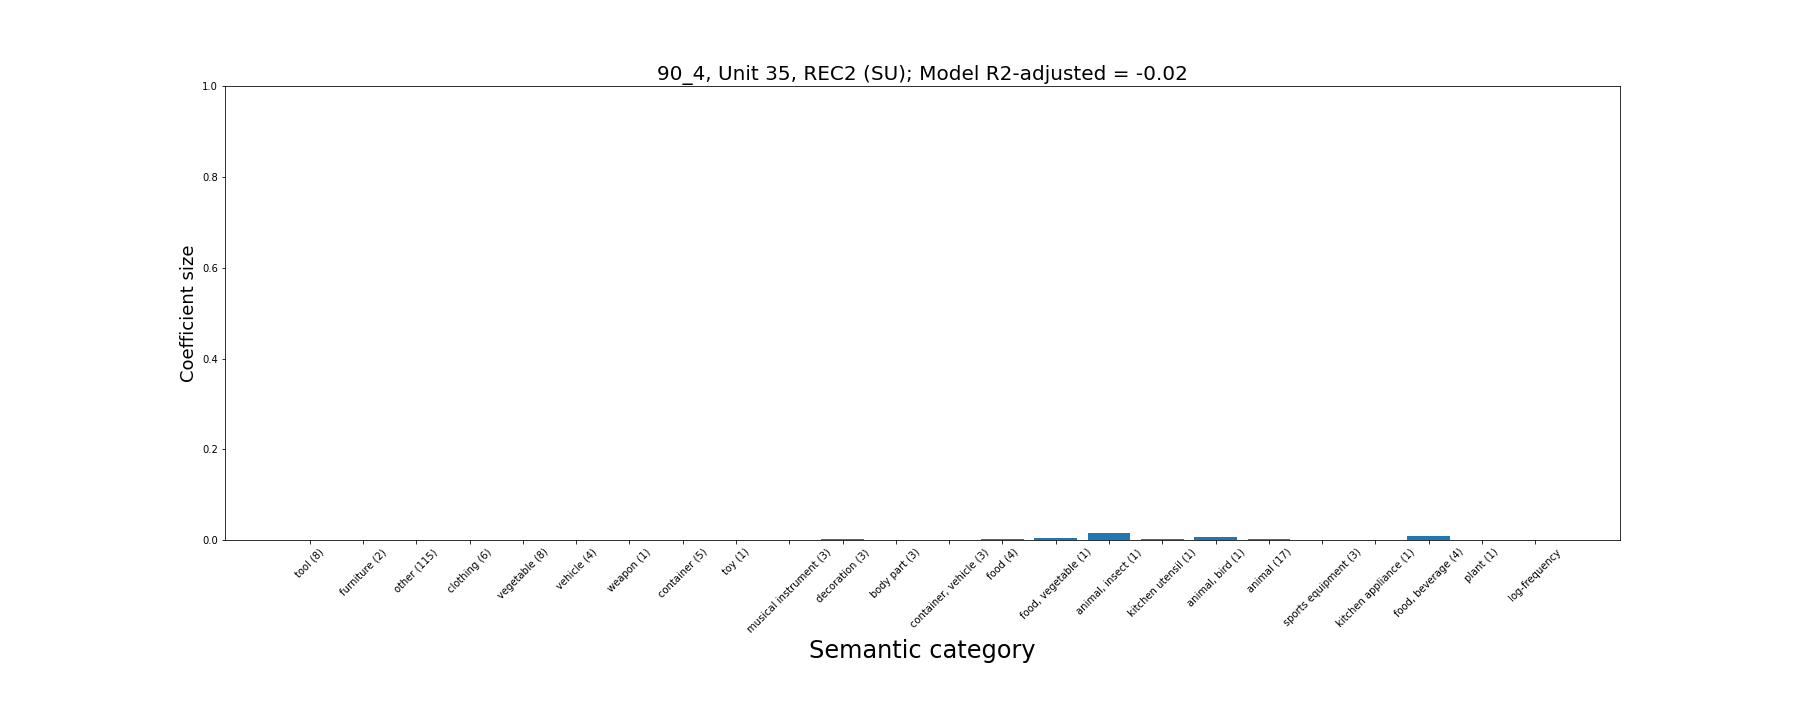 90_4, Unit 35, REC2 (SU); Model R2-adjusted = -0.02
1.0
0.8
0.6
0.4
0.2
0.0
Coefficient size
tool (8)
furniture (2)
other (115)
clothing (6)
vegetable (8)
vehicle (4)
weapon (1)
container (5)
toy (1)
musical instrument (3)
decoration (3)
body part (3)
container, vehicle (3)
food (4)
food, vegetable (1)
animal, insect (1)
kitchen utensil (1)
animal, bird (1)
animal (17)
sports equipment (3)
kitchen appliance (1)
food, beverage (4)
plant (1)
log-frequency
Semantic category